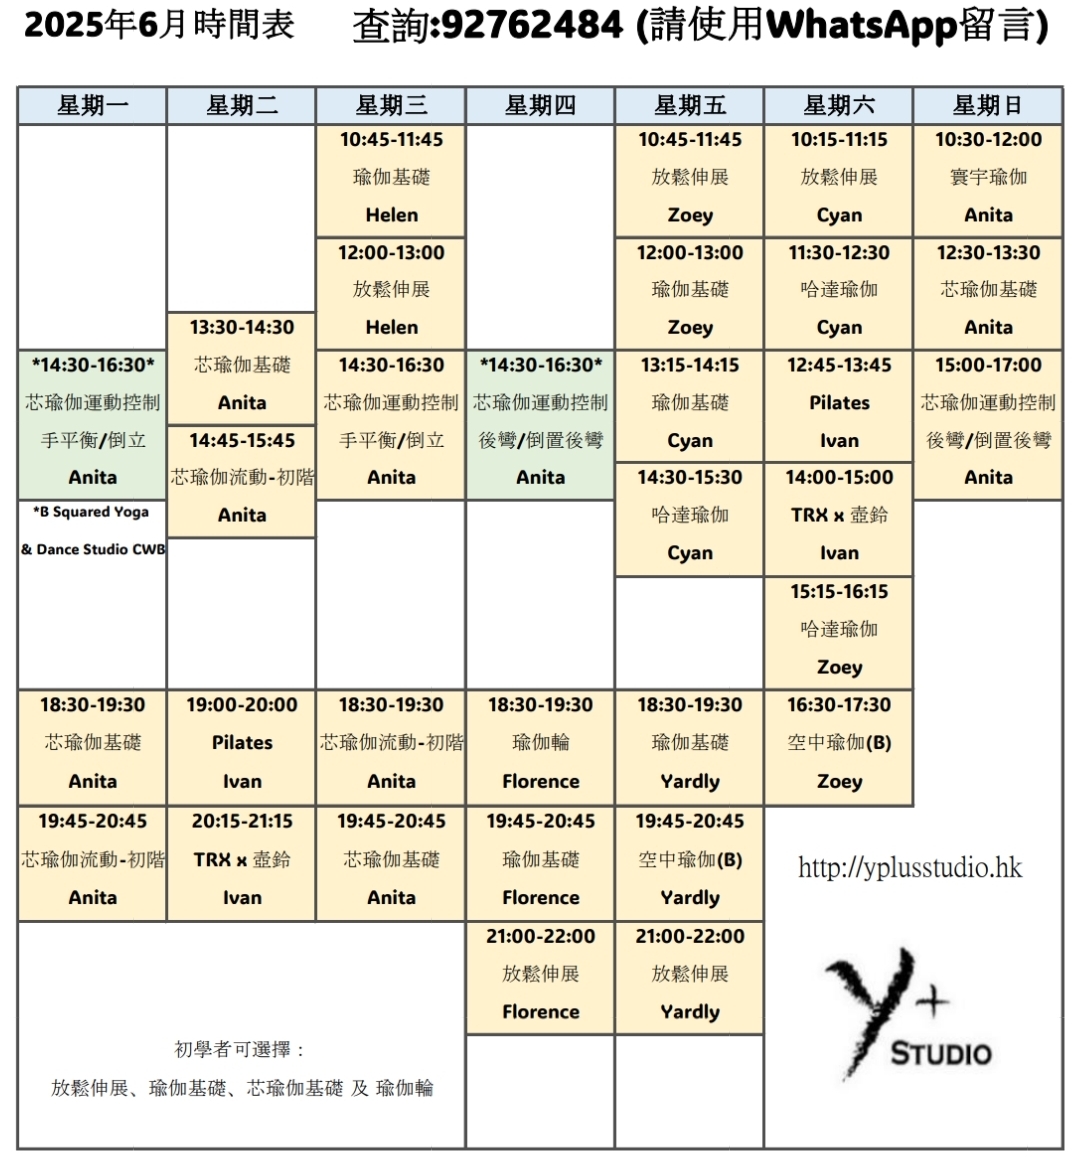 2025年6月時間表
查詢:92762484 (請使用WhatsApp留言)
星期一
星期二
星期三
星期四
星期五
星期六
星期日
*14:30-16:30*
芯瑜伽運動控制
手平衡/倒立
Anita
*B Squared Yoga
& Dance Studio CWB
18:30-19:30
芯瑜伽基礎
Anita
19:45-20:45
芯瑜伽流動-初階
Anita
13:30-14:30
芯瑜伽基礎
Anita
14:45-15:45
芯瑜伽流動-初階
Anita
19:00-20:00
Pilates
Ivan
20:15-21:15
TRX x 壺鈴
Ivan
10:45-11:45
瑜伽基礎
Helen
12:00-13:00
放鬆伸展
Helen
14:30-16:30
芯瑜伽運動控制
手平衡/倒立
Anita
18:30-19:30
芯瑜伽流動-初階
Anita
19:45-20:45
芯瑜伽基礎
Anita
*14:30-16:30*
芯瑜伽運動控制
後彎/倒置後彎
Anita
18:30-19:30
瑜伽輪
Florence
19:45-20:45
瑜伽基礎
Florence
21:00-22:00
放鬆伸展
Florence
10:45-11:45
放鬆伸展
Zoey
12:00-13:00
瑜伽基礎
Zoey
13:15-14:15
瑜伽基礎
Cyan
14:30-15:30
哈達瑜伽
Cyan
18:30-19:30
瑜伽基礎
Yardly
19:45-20:45
空中瑜伽(B)
Yardly
21:00-22:00
放鬆伸展
Yardly
10:15-11:15
放鬆伸展
Cyan
11:30-12:30
哈達瑜伽
Cyan
12:45-13:45
Pilates
Ivan
14:00-15:00
TRX x 壺鈴
Ivan
15:15-16:15
哈達瑜伽
Zoey
16:30-17:30
空中瑜伽(B)
Zoey
10:30-12:00
寰宇瑜伽
Anita
12:30-13:30
芯瑜伽基礎
Anita
15:00-17:00
芯瑜伽運動控制
後彎/倒置後彎
Anita
初學者可選擇：
放鬆伸展、瑜伽基礎、芯瑜伽基礎 及 瑜伽輪
http://yplusstudio.hk
Y+
STUDIO